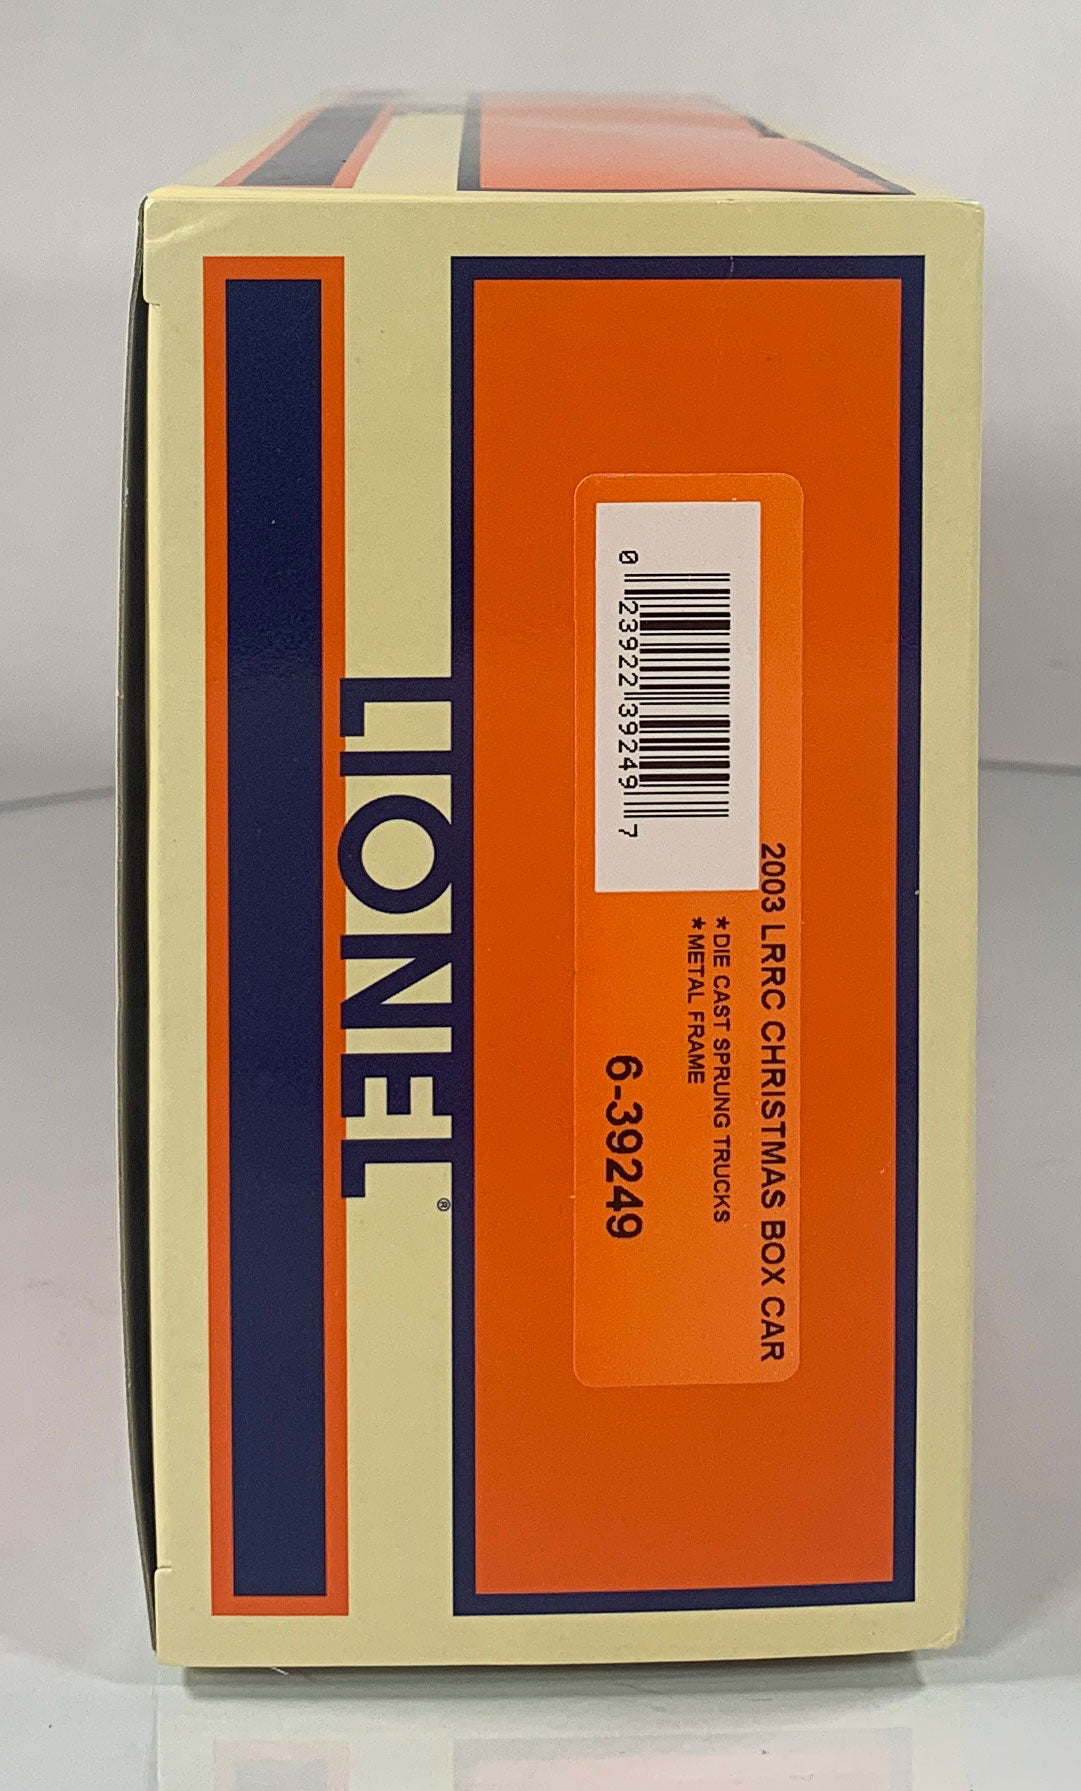 2003 LRRC CHRISTMAS BOX CAR
★DIE CAST SPRUNG TRUCKS
★METAL FRAME
6-39249
0 23922 39249 7
LIONEL®